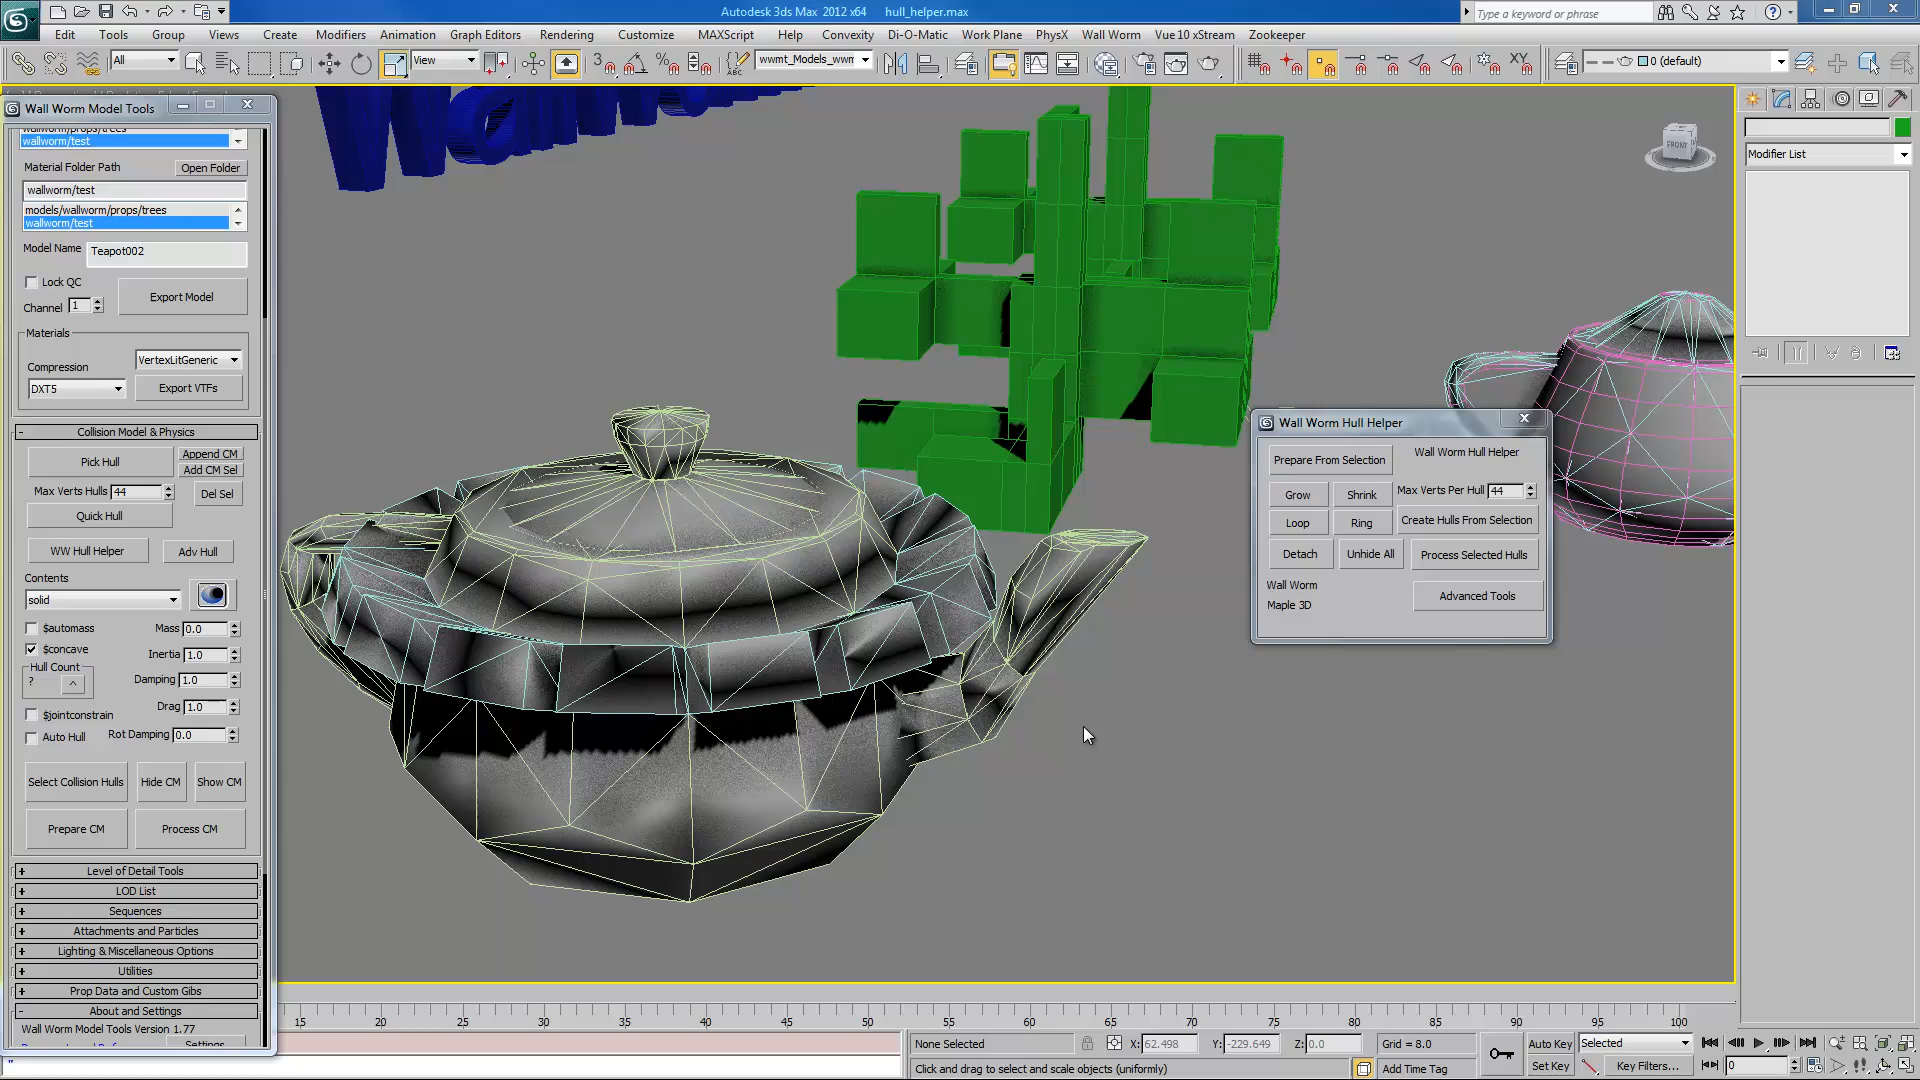 Autodesk 3ds Max 2012 x64 hull_helper.max
Type a keyword or phrase
Edit Tools Group Views Create Modifiers Animation Graph Editors Rendering Customize MAXScript Help Convexity Di-O-Matic Work Plane PhysX Wall Worm Vue 10 xStream Zookeeper
All View wwmt_Models_wwm 0 (default)
Wall Worm Model Tools
wallworm/props/trees
wallworm/test
Material Folder Path Open Folder
wallworm/test
models/wallworm/props/trees
wallworm/test
Model Name Teapot002
Lock QC
Channel 1 Export Model
Materials
Compression VertexLitGeneric
DXT5 Export VTFs
- Collision Model & Physics
Pick Hull Append CM
Add CM Sel
Max Verts Hulls 44 Del Sel
Quick Hull
WW Hull Helper Adv Hull
Contents
solid
$automass Mass 0.0
$concave Inertia 1.0
Hull Count
? ^ Damping 1.0
Drag 1.0
$jointconstrain
Auto Hull Rot Damping 0.0
Select Collision Hulls Hide CM Show CM
Prepare CM Process CM
+ Level of Detail Tools
+ LOD List
+ Sequences
+ Attachments and Particles
+ Lighting & Miscellaneous Options
+ Utilities
+ Prop Data and Custom Gibs
- About and Settings
Wall Worm Model Tools Version 1.77
Settings
FRONT
Modifier List
Wall Worm Hull Helper
Prepare From Selection Wall Worm Hull Helper
Grow Shrink Max Verts Per Hull 44
Loop Ring Create Hulls From Selection
Detach Unhide All Process Selected Hulls
Wall Worm
Maple 3D Advanced Tools
15 20 25 30 35 40 45 50 55 60 65 70 75 80 85 90 95 100
None Selected X: 62.498 Y: -229.649 Z: 0.0 Grid = 8.0 Auto Key Selected
Click and drag to select and scale objects (uniformly) Add Time Tag Set Key Key Filters... 0